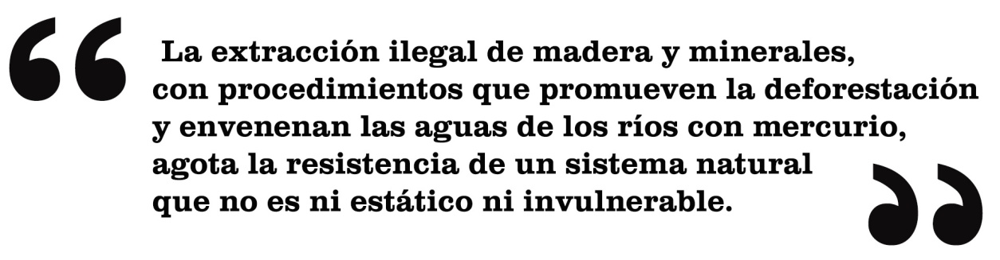 “ La extracción ilegal de madera y minerales,
con procedimientos que promueven la deforestación
y envenenan las aguas de los ríos con mercurio,
agota la resistencia de un sistema natural
que no es ni estático ni invulnerable. ”